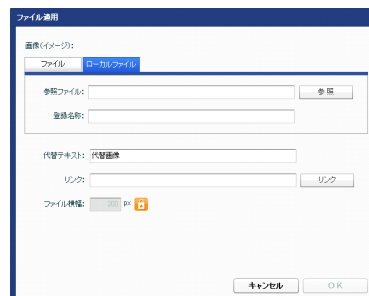 ファイル適用
画像(イメージ):
ファイル ローカルファイル
参照ファイル: 参照
登録名称:
代替テキスト: 代替画像
リンク: リンク
ファイル横幅: 200 px
キャンセル OK